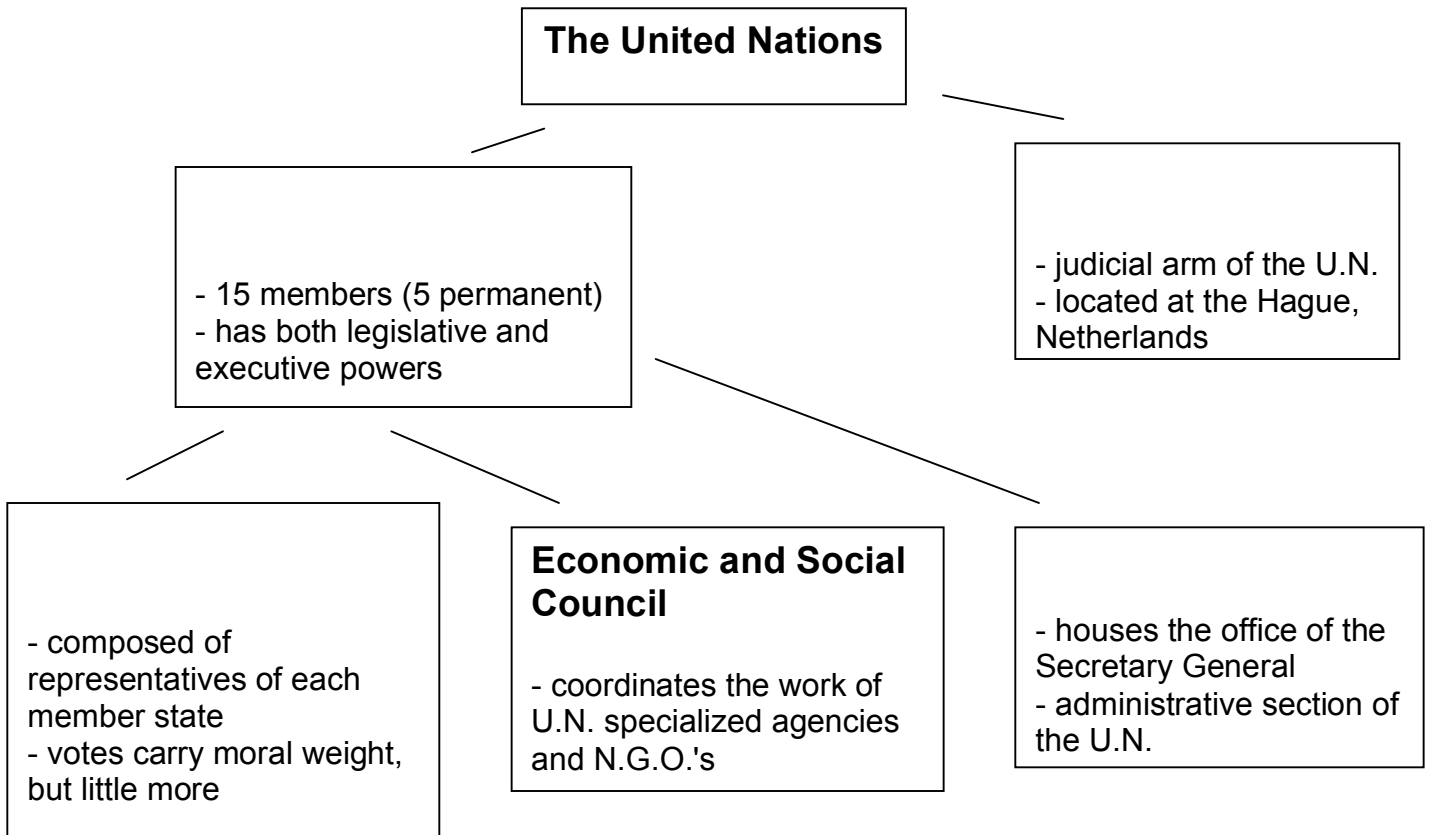 The United Nations
- 15 members (5 permanent)
- has both legislative and
executive powers
- judicial arm of the U.N.
- located at the Hague,
Netherlands
- composed of
representatives of each
member state
- votes carry moral weight,
but little more
Economic and Social
Council
- coordinates the work of
U.N. specialized agencies
and N.G.O.'s
- houses the office of the
Secretary General
- administrative section of
the U.N.